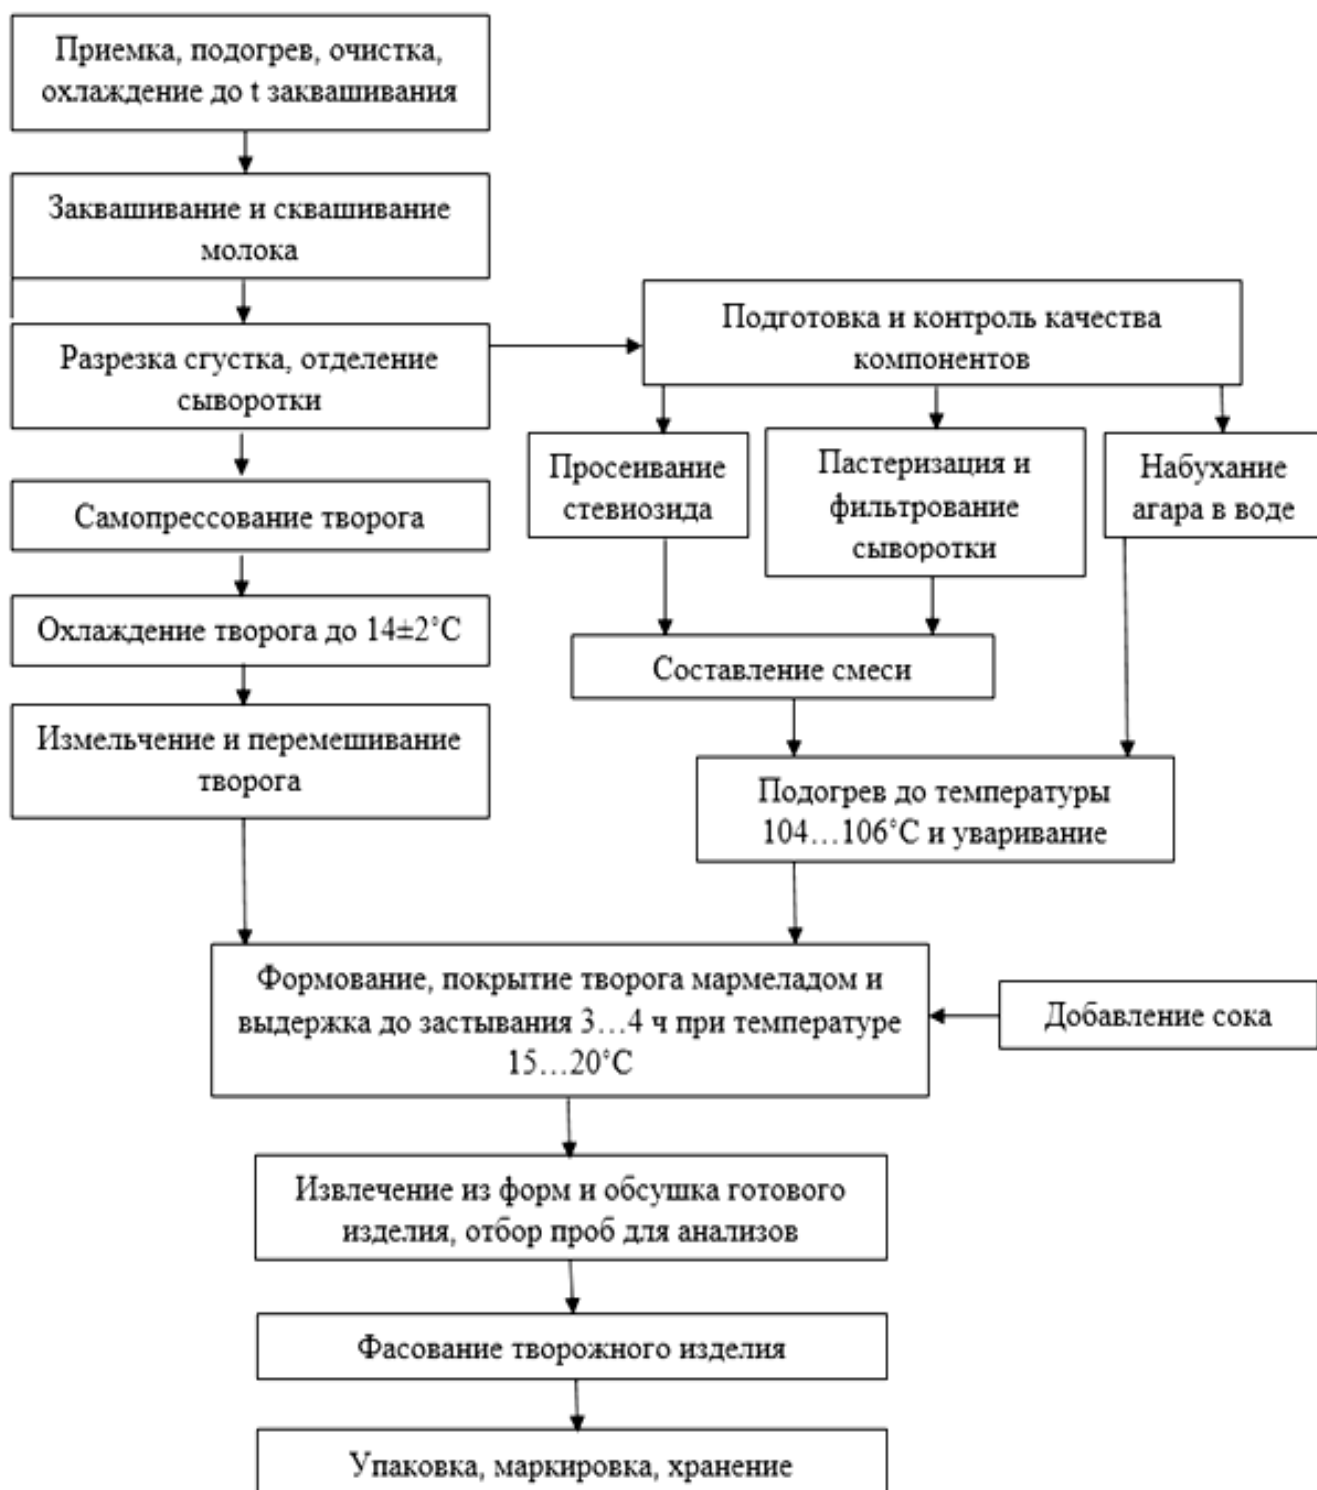 Приемка, подогрев, очистка,
охлаждение до t заквашивания
Заквашивание и сквашивание
молока
Разрезка сгустка, отделение
сыворотки
Самопрессование творога
Охлаждение творога до 14±2˚С
Измельчение и перемешивание
творога
Подготовка и контроль качества
компонентов
Просеивание
стевиозида
Пастеризация и
фильтрование
сыворотки
Набухание
агара в воде
Составление смеси
Подогрев до температуры
104…106˚С и уваривание
Формование, покрытие творога мармеладом и
выдержка до застывания 3…4 ч при температуре
15…20˚С
Добавление сока
Извлечение из форм и обсушка готового
изделия, отбор проб для анализов
Фасование творожного изделия
Упаковка, маркировка, хранение